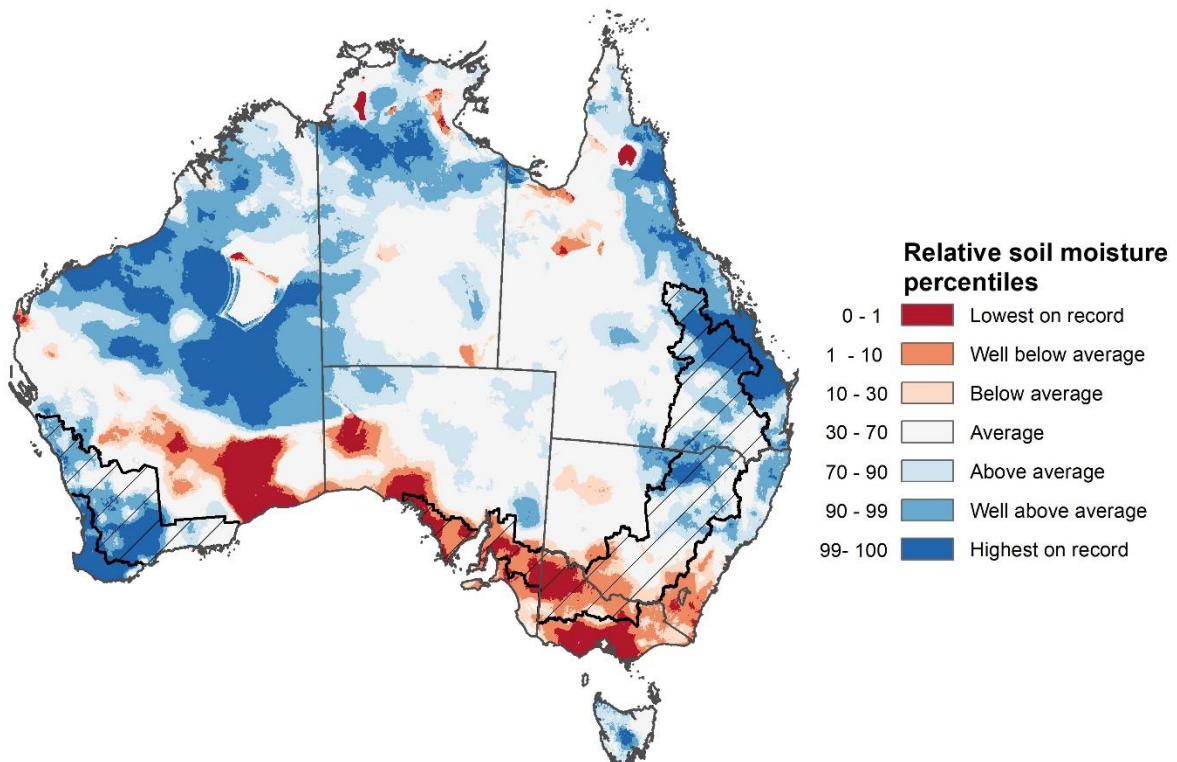 Relative soil moisture
percentiles
0 - 1 Lowest on record
1 - 10 Well below average
10 - 30 Below average
30 - 70 Average
70 - 90 Above average
90 - 99 Well above average
99- 100 Highest on record